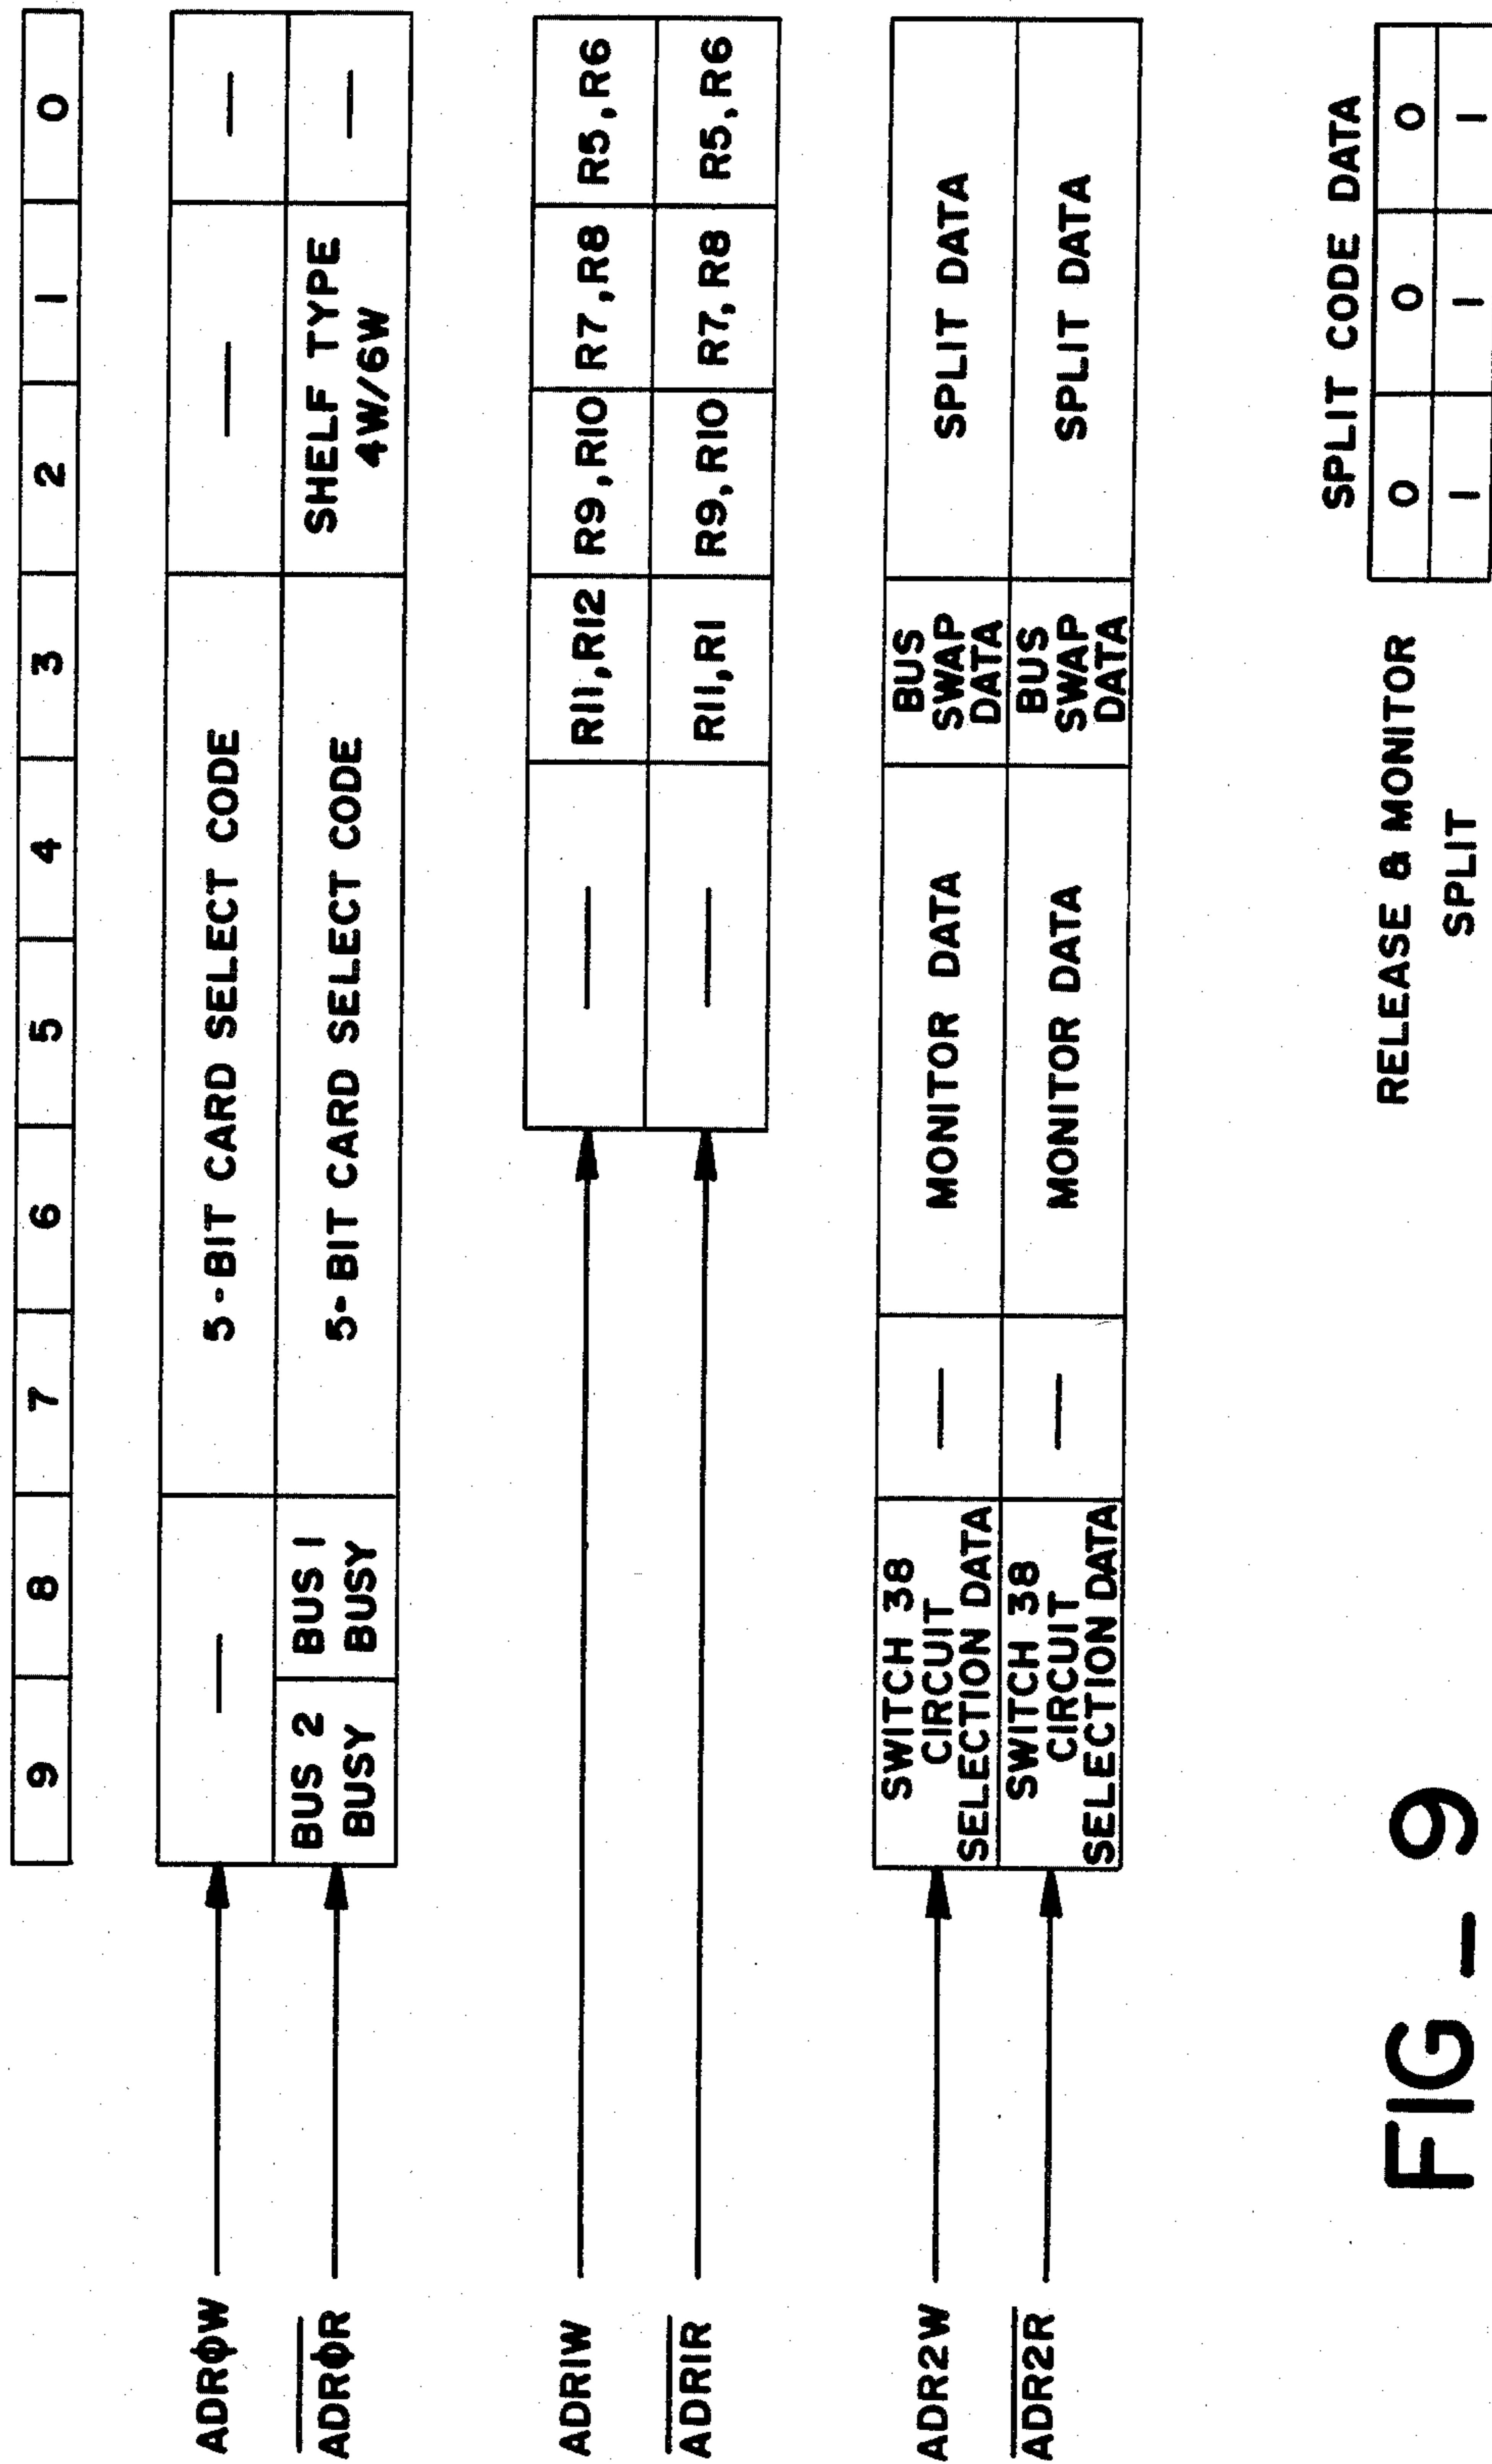 9 8 7 6 5 4 3 2 1 0
ADRΦW — 5-BIT CARD SELECT CODE — —
ADRΦR BUS 2 BUSY BUS 1 BUSY 5-BIT CARD SELECT CODE SHELF TYPE 4W/6W —
ADR1W — R11,R12 R9,R10 R7,R8 R5,R6
ADR1R — R11,R1 R9,R10 R7,R8 R5,R6
ADR2W SWITCH 38 CIRCUIT SELECTION DATA — MONITOR DATA BUS SWAP DATA SPLIT DATA
ADR2R SWITCH 38 CIRCUIT SELECTION DATA — MONITOR DATA BUS SWAP DATA SPLIT DATA
SPLIT CODE DATA
RELEASE & MONITOR 0 0 0
SPLIT 1 1 1
FIG_9